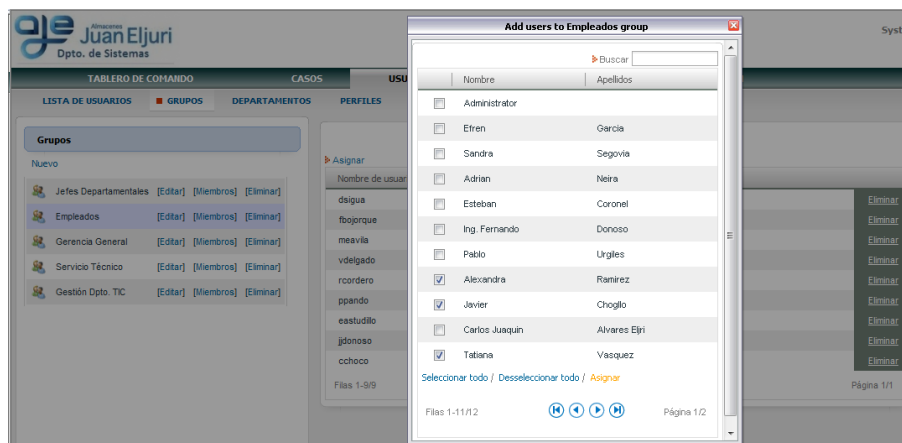 Almacenes
Juan Eljuri
Dpto. de Sistemas
Syst
TABLERO DE COMANDO CASOS USU
LISTA DE USUARIOS GRUPOS DEPARTAMENTOS PERFILES
Grupos
Nuevo
Jefes Departamentales [Editar] [Miembros] [Eliminar]
Empleados [Editar] [Miembros] [Eliminar]
Gerencia General [Editar] [Miembros] [Eliminar]
Servicio Técnico [Editar] [Miembros] [Eliminar]
Gestión Dpto. TIC [Editar] [Miembros] [Eliminar]
Asignar
Nombre de usuar
dsigua Eliminar
fbojorque Eliminar
meavila Eliminar
vdelgado Eliminar
rcordero Eliminar
ppando Eliminar
eastudillo Eliminar
jjdonoso Eliminar
cchoco Eliminar
Filas 1-9/9 Página 1/1
Add users to Empleados group
Buscar
Nombre Apellidos
Administrator
Efren Garcia
Sandra Segovia
Adrian Neira
Esteban Coronel
Ing. Fernando Donoso
Pablo Urgiles
Alexandra Ramirez
Javier Chogllo
Carlos Juaquin Alvares Eljri
Tatiana Vasquez
Seleccionar todo / Desseleccionar todo / Asignar
Filas 1-11/12 Página 1/2